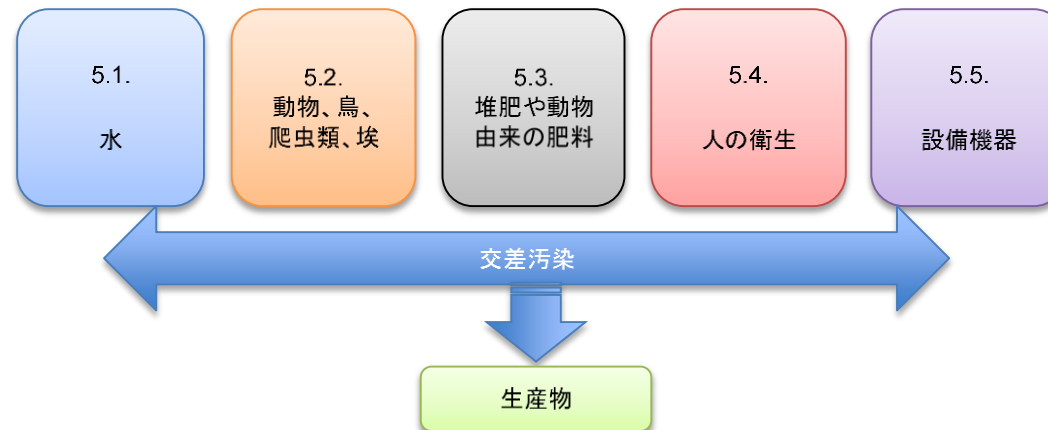 5.1.
水
5.2.
動物、鳥、
爬虫類、埃
5.3.
堆肥や動物
由来の肥料
5.4.
人の衛生
5.5.
設備機器
交差汚染
生産物